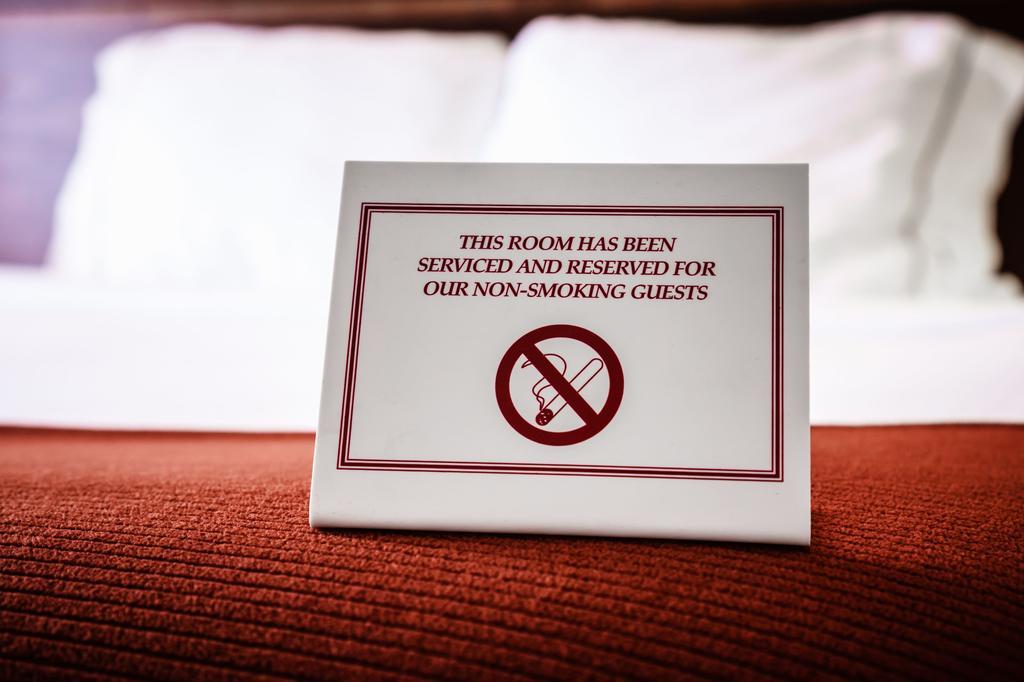 THIS ROOM HAS BEEN
SERVICED AND RESERVED FOR
OUR NON-SMOKING GUESTS